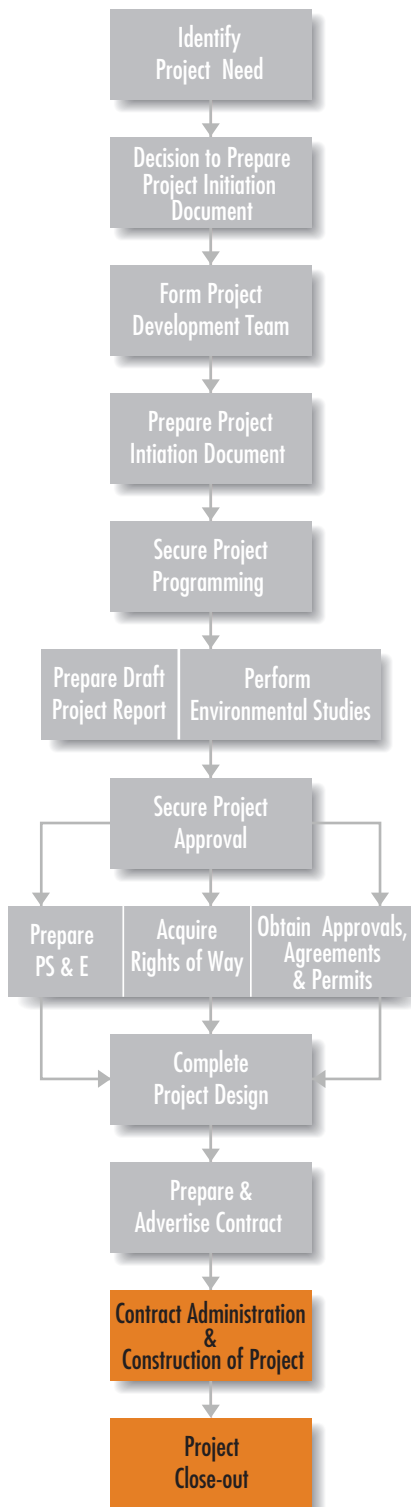 Identify
Project Need
Decision to Prepare
Project Initiation
Document
Form Project
Development Team
Prepare Project
Intiation Document
Secure Project
Programming
Prepare Draft
Project Report
Perform
Environmental Studies
Secure Project
Approval
Prepare
PS & E
Acquire
Rights of Way
Obtain Approvals,
Agreements
& Permits
Complete
Project Design
Prepare &
Advertise Contract
Contract Administration
&
Construction of Project
Project
Close-out